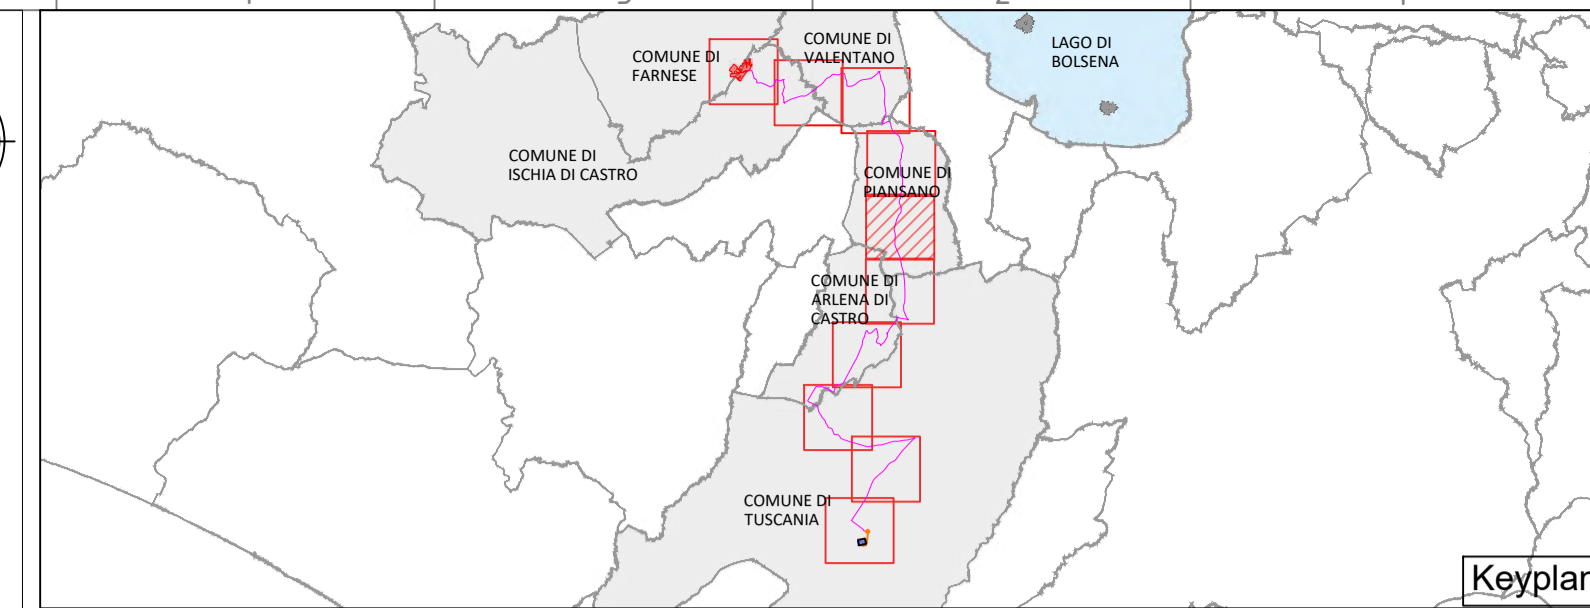 COMUNE DI
FARNESE
COMUNE DI
VALENTANO
LAGO DI
BOLSENA
COMUNE DI
ISCHIA DI CASTRO
COMUNE DI
PIANSANO
COMUNE DI
ARLENA DI
CASTRO
COMUNE DI
TUSCANIA
Keyplan